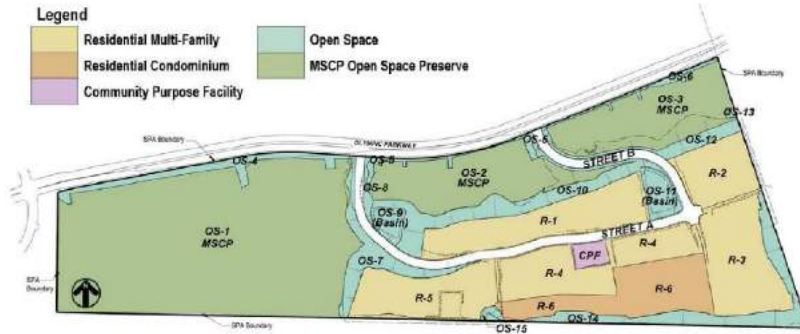 Legend
Residential Multi-Family
Residential Condominium
Community Purpose Facility
Open Space
MSCP Open Space Preserve
OS-6
SPA Boundary
OS-3
MSCP
OS-13
SPA Boundary
OLYMPIC PARKWAY
OS-5
OS-12
OS-4
OS-5
OS-2
MSCP
STREET B
OS-8
OS-10
OS-11
(Basin)
R-2
OS-9
(Basin)
R-1
OS-1
MSCP
STREET A
R-4
CPF
OS-7
R-4
R-3
SPA
Boundary
R-5
R-6
R-6
OS-14
SPA Boundary
OS-15